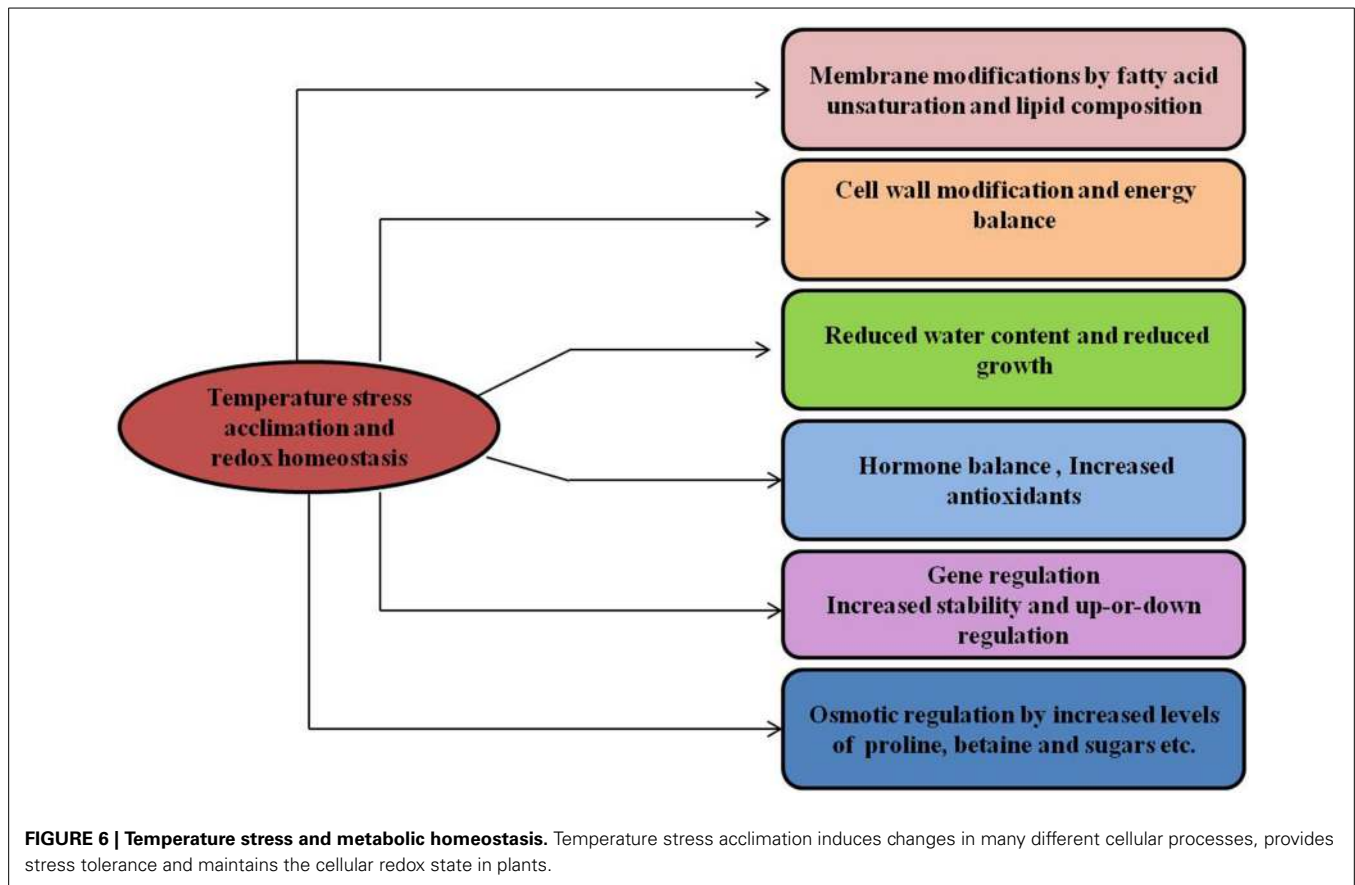 Membrane modifications by fatty acid
unsaturation and lipid composition
Cell wall modification and energy
balance
Reduced water content and reduced
growth
Temperature stress
acclimation and
redox homeostasis
Hormone balance , Increased
antioxidants
Gene regulation
Increased stability and up-or-down
regulation
Osmotic regulation by increased levels
of proline, betaine and sugars etc.
FIGURE 6 | Temperature stress and metabolic homeostasis. Temperature stress acclimation induces changes in many different cellular processes, provides
stress tolerance and maintains the cellular redox state in plants.